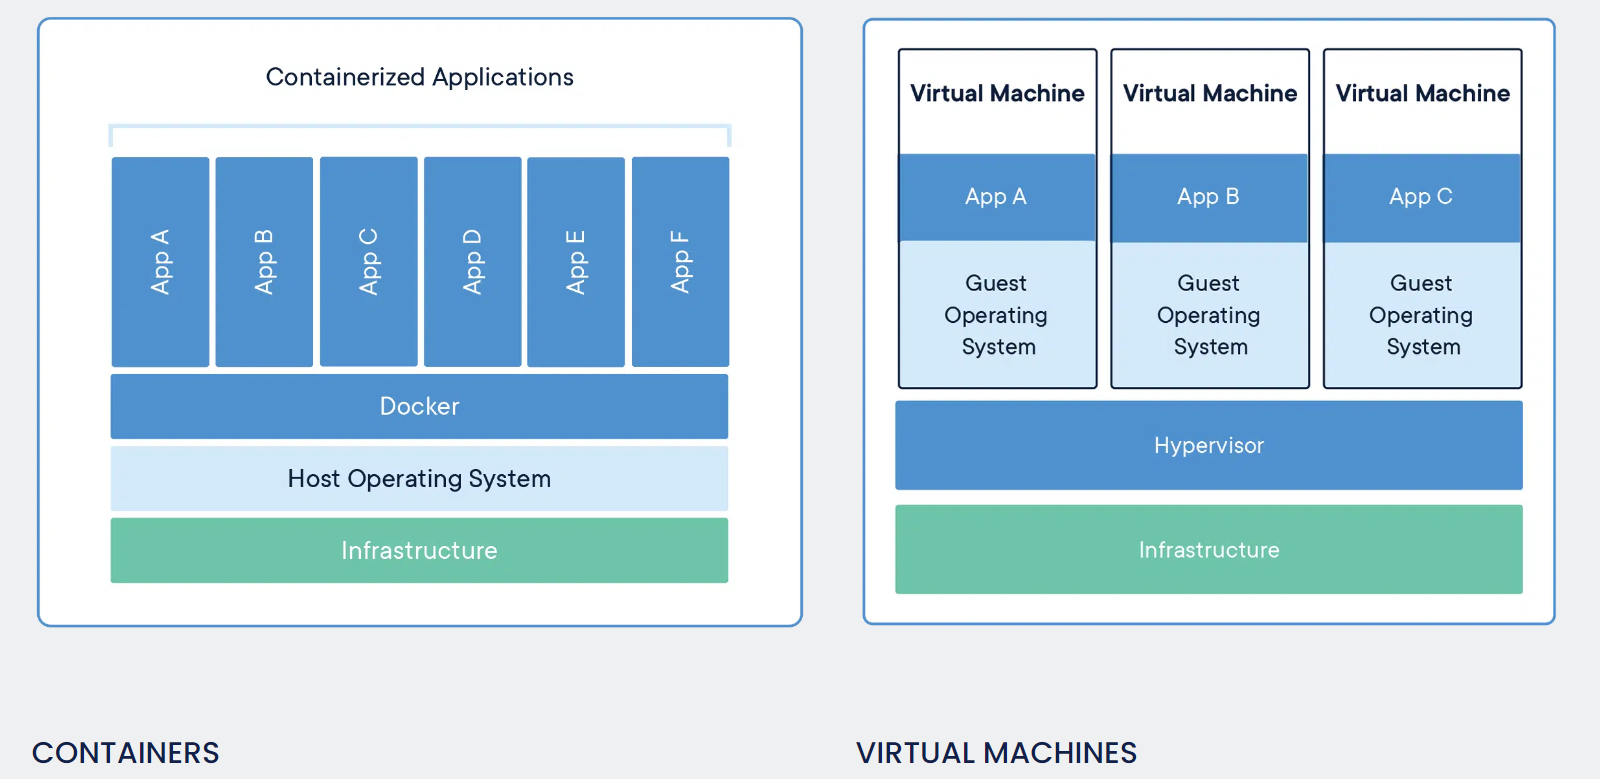 Containerized Applications
App A
App B
App C
App D
App E
App F
Docker
Host Operating System
Infrastructure
CONTAINERS
Virtual Machine
App A
Guest
Operating
System
Virtual Machine
App B
Guest
Operating
System
Virtual Machine
App C
Guest
Operating
System
Hypervisor
Infrastructure
VIRTUAL MACHINES